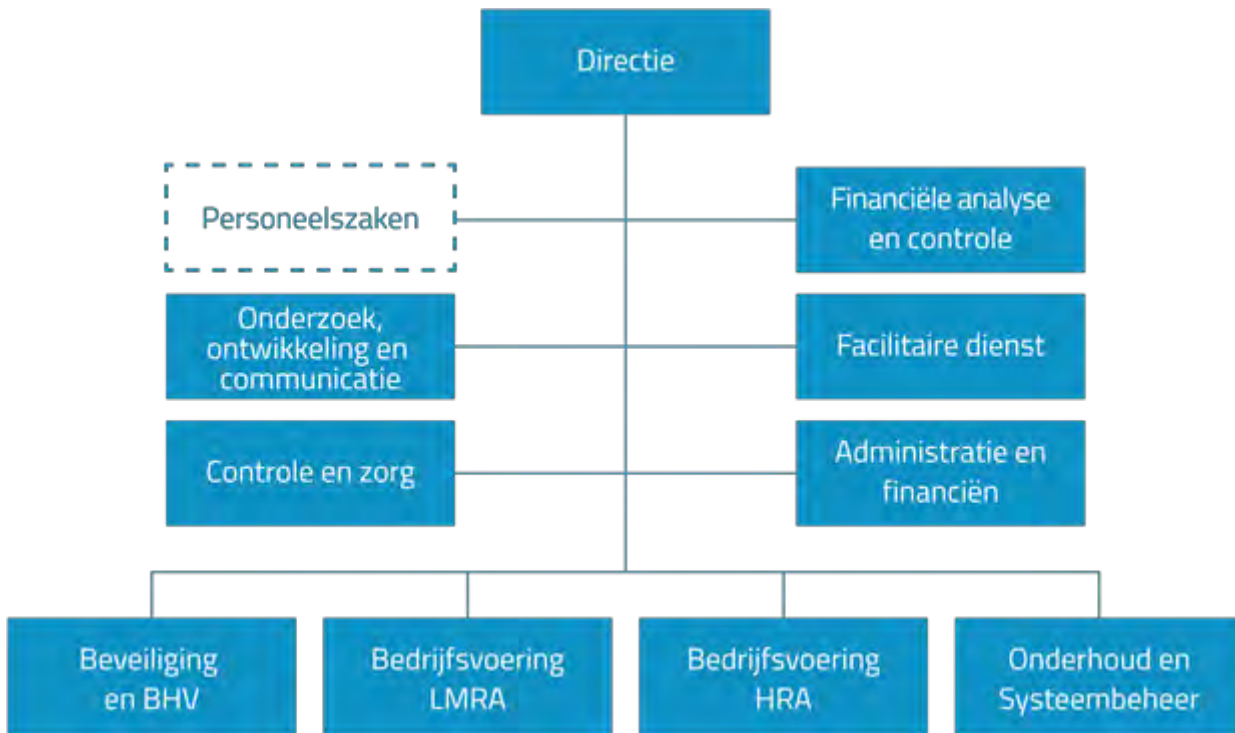 Directie
Personeelszaken
Financiële analyse
en controle
Onderzoek,
ontwikkeling en
communicatie
Facilitaire dienst
Controle en zorg
Administratie en
financiën
Beveiliging
en BHV
Bedrijfsvoering
LMRA
Bedrijfsvoering
HRA
Onderhoud en
Systeembeheer